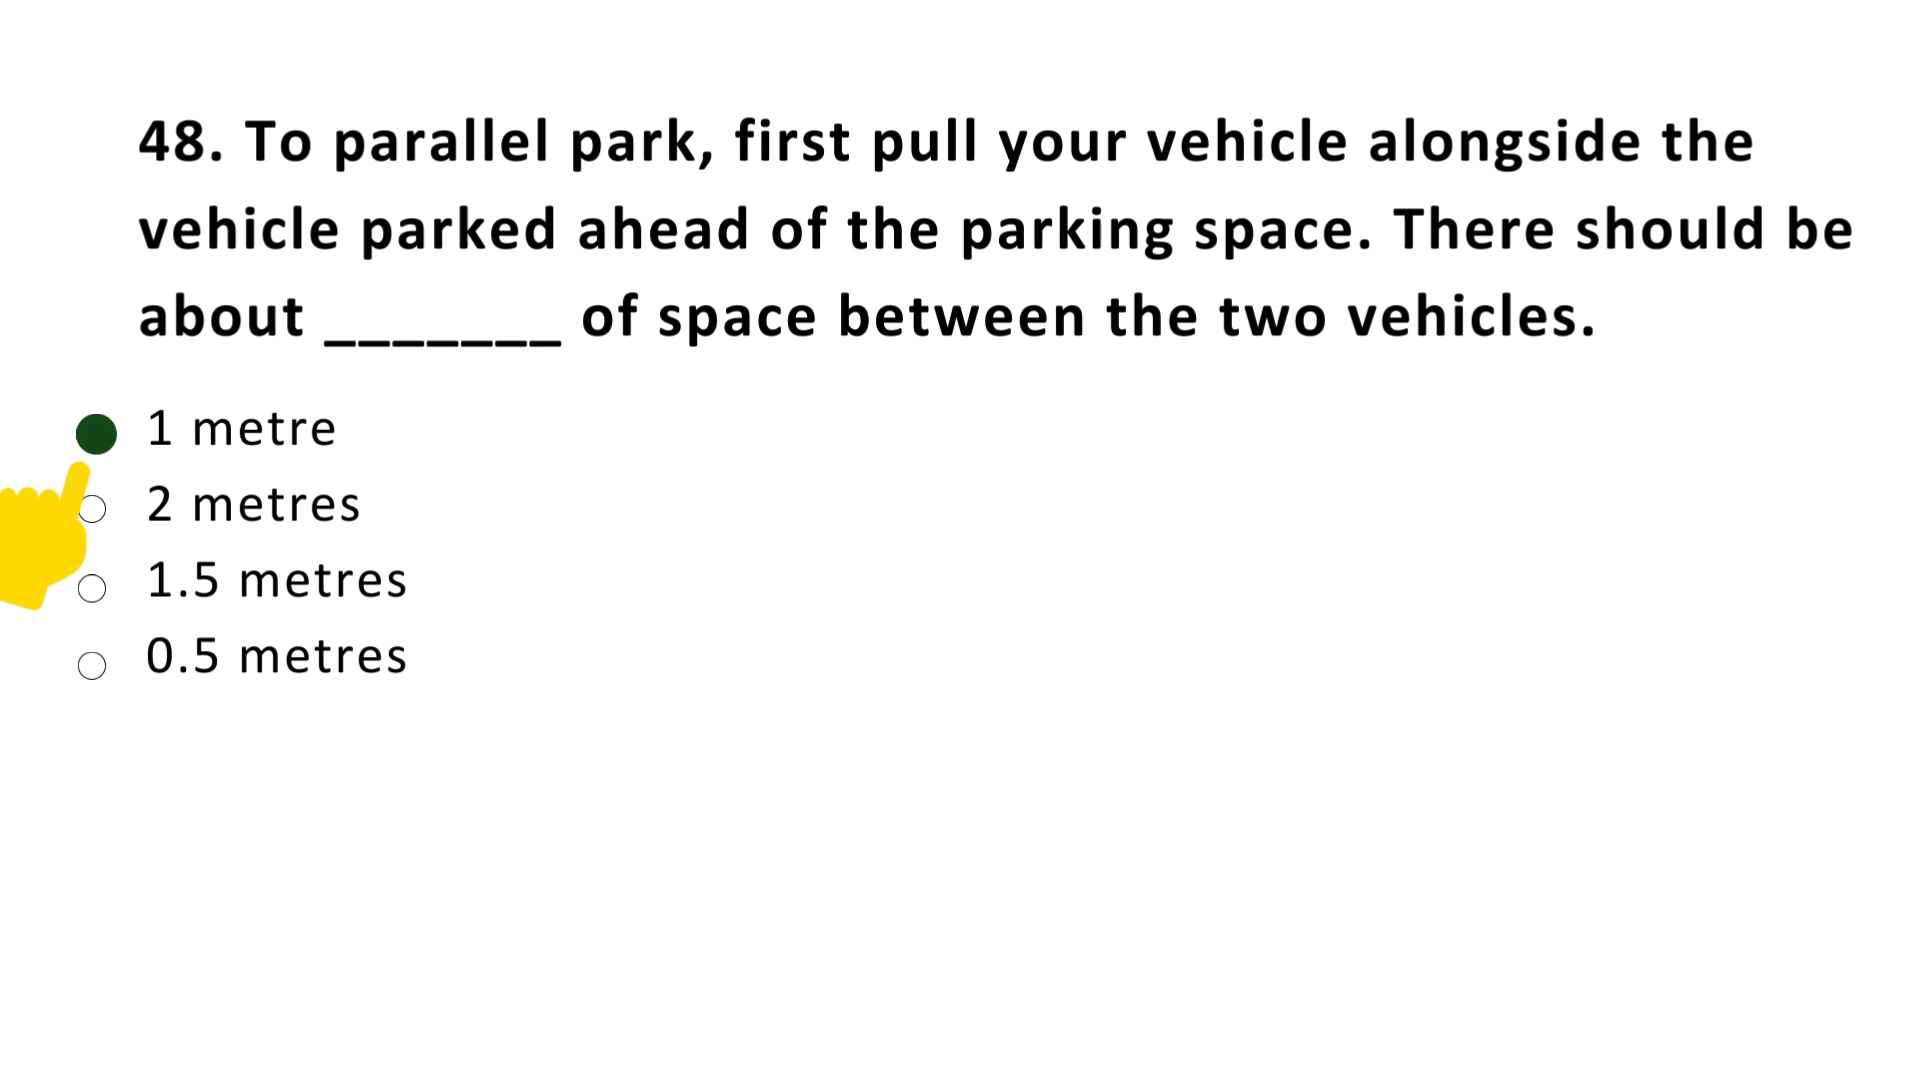 48. To parallel park, first pull your vehicle alongside the
vehicle parked ahead of the parking space. There should be
about _______ of space between the two vehicles.
1 metre
2 metres
1.5 metres
0.5 metres